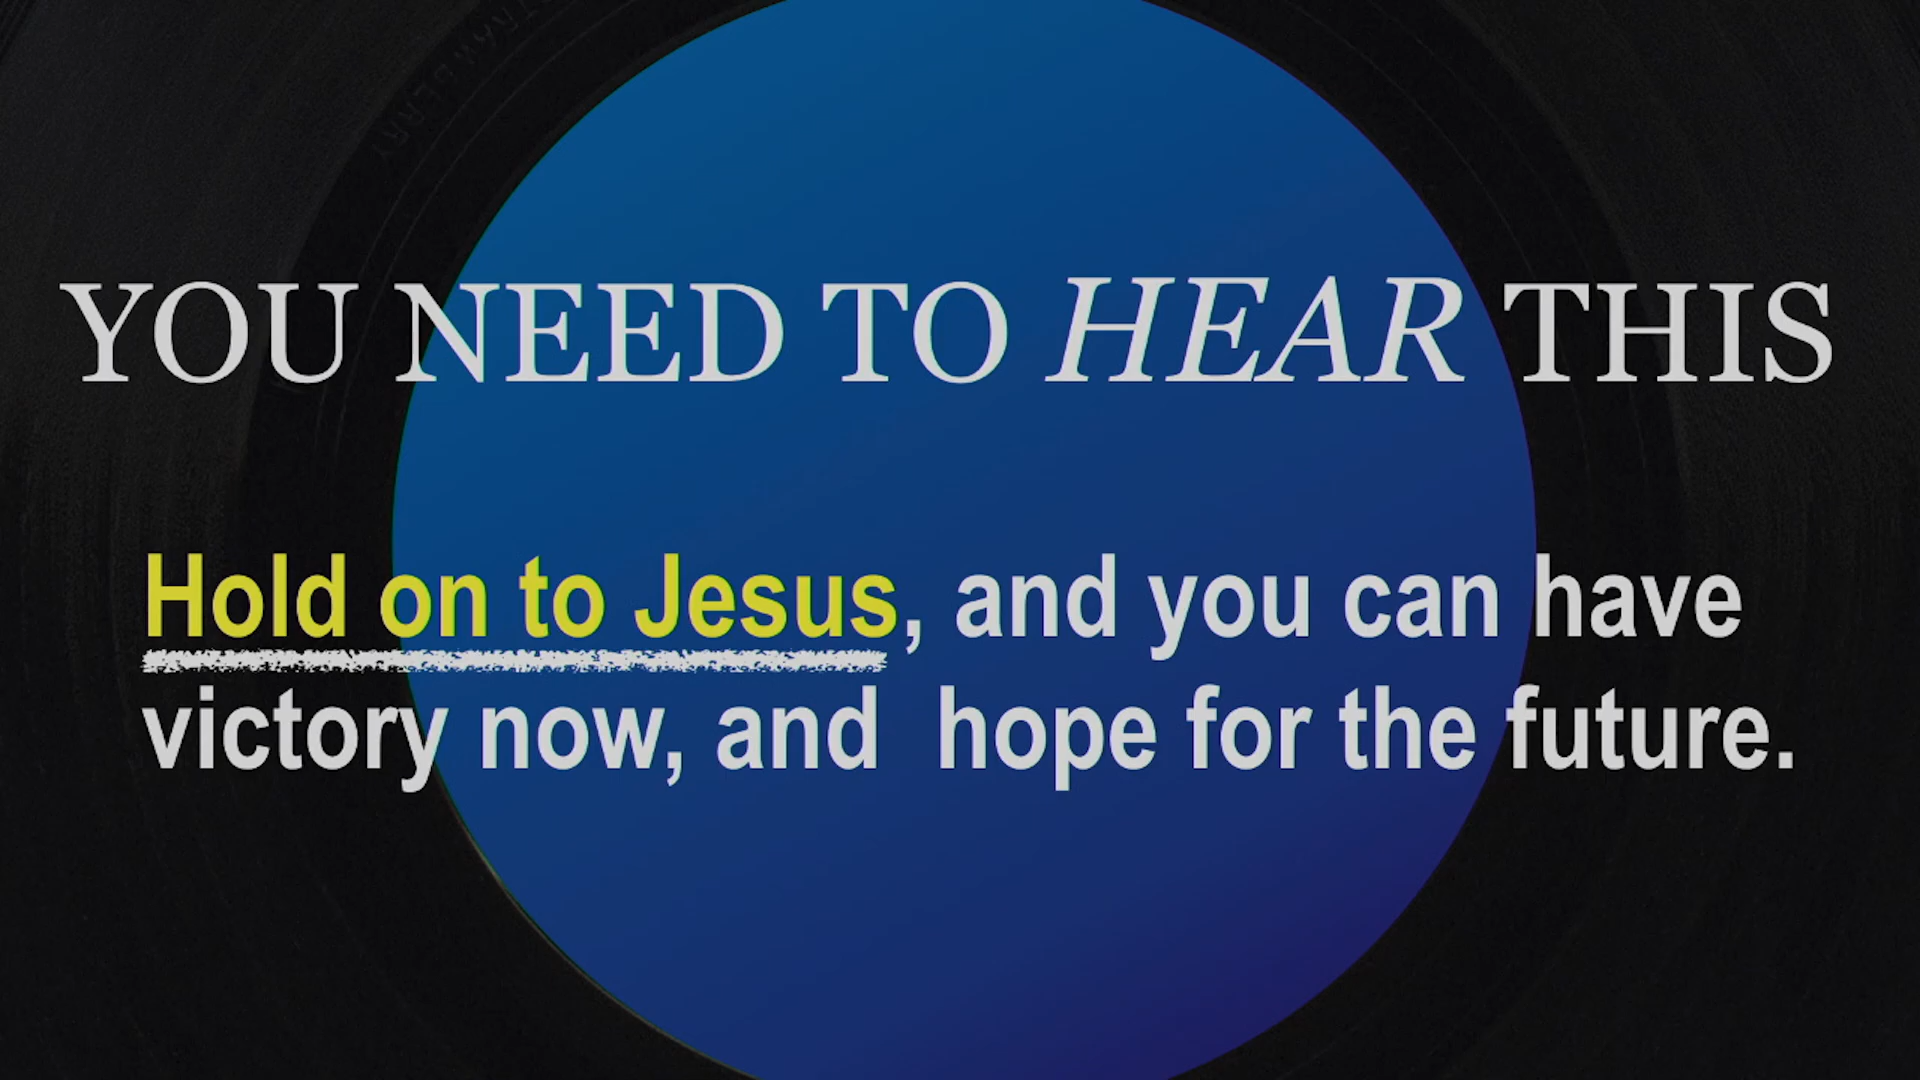 STRAWBERRY
YOU NEED TO HEAR THIS
Hold on to Jesus, and you can have
victory now, and  hope for the future.